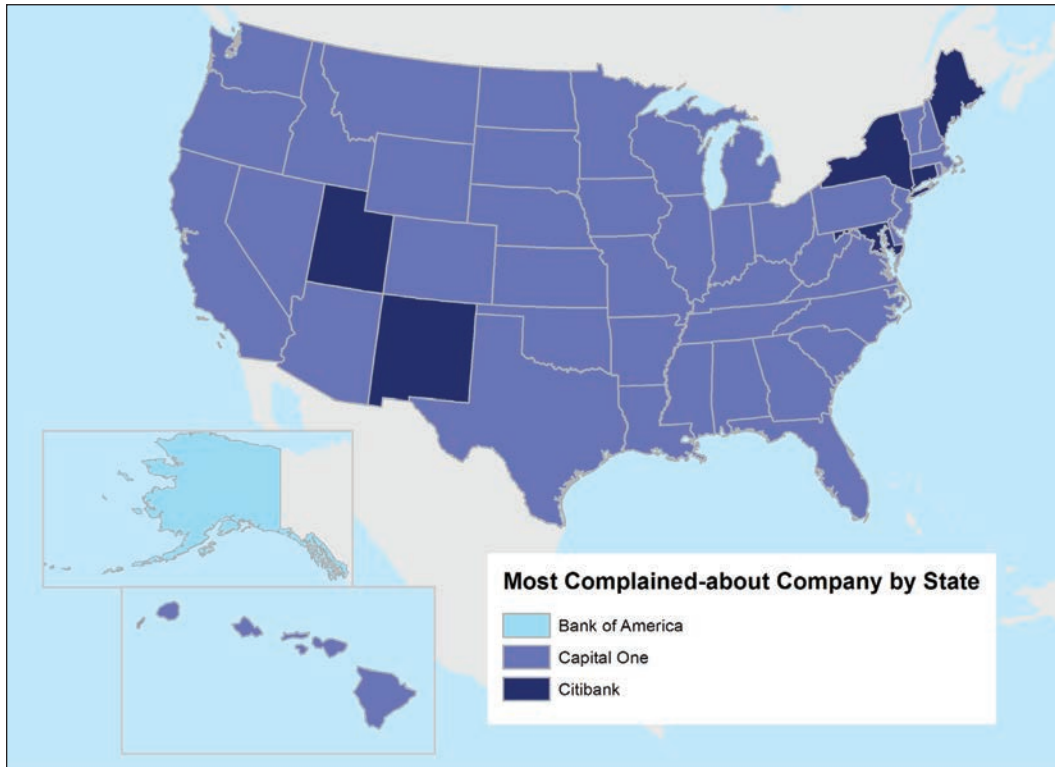 Most Complained-about Company by State
Bank of America
Capital One
Citibank